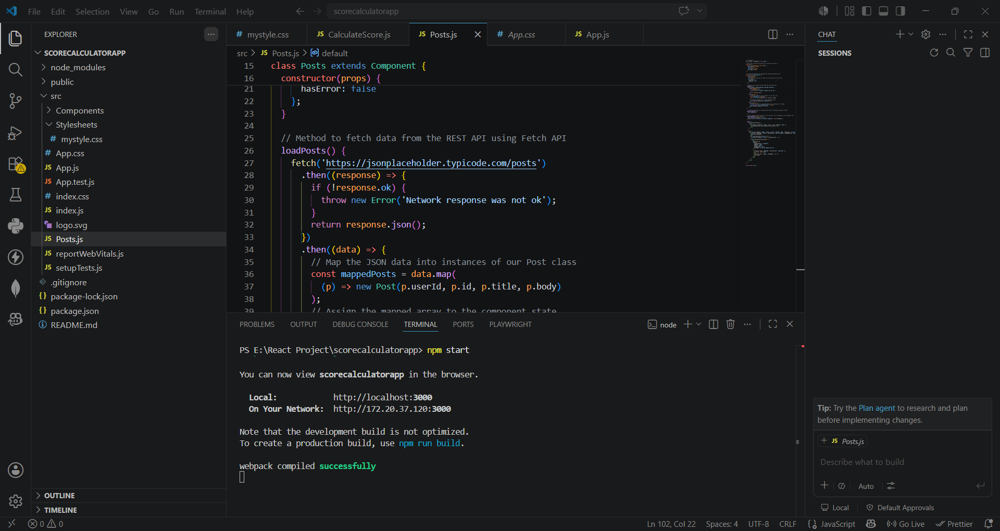 File Edit Selection View Go Run Terminal Help
scorecalculatorapp
EXPLORER
SCORECALCULATORAPP
node_modules
public
src
Components
Stylesheets
# mystyle.css
# App.css
JS App.js
JS App.test.js
# index.css
JS index.js
logo.svg
JS Posts.js
JS reportWebVitals.js
JS setupTests.js
.gitignore
{} package-lock.json
{} package.json
README.md
OUTLINE
TIMELINE
# mystyle.css JS CalculateScore.js JS Posts.js # App.css JS App.js
src > JS Posts.js > default
15 class Posts extends Component {
16 constructor(props) {
21 hasError: false
22 };
23 }
24
25 // Method to fetch data from the REST API using Fetch API
26 loadPosts() {
27 fetch('https://jsonplaceholder.typicode.com/posts')
28 .then((response) => {
29 if (!response.ok) {
30 throw new Error('Network response was not ok');
31 }
32 return response.json();
33 })
34 .then((data) => {
35 // Map the JSON data into instances of our Post class
36 const mappedPosts = data.map(
37 (p) => new Post(p.userId, p.id, p.title, p.body)
38 );
39 // Assign the mapped array to the component state
PROBLEMS OUTPUT DEBUG CONSOLE TERMINAL PORTS PLAYWRIGHT
node
PS E:\React Project\scorecalculatorapp> npm start
You can now view scorecalculatorapp in the browser.
Local: http://localhost:3000
On Your Network: http://172.20.37.120:3000
Note that the development build is not optimized.
To create a production build, use npm run build.
webpack compiled successfully
CHAT
SESSIONS
Tip: Try the Plan agent to research and plan
before implementing changes.
JS Posts.js
Describe what to build
Auto
Local Default Approvals
0 0
Ln 102, Col 22 Spaces: 4 UTF-8 CRLF {} JavaScript Go Live Prettier